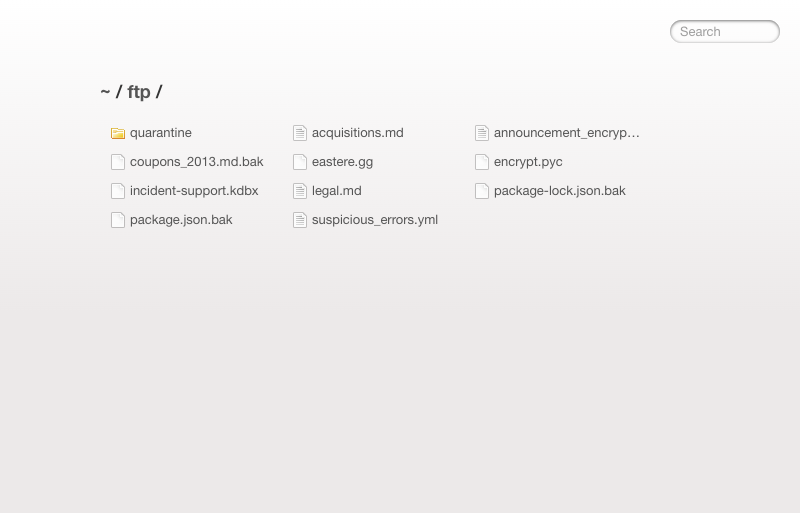 Search
~ / ftp /
quarantine
acquisitions.md
announcement_encryp…
coupons_2013.md.bak
eastere.gg
encrypt.pyc
incident-support.kdbx
legal.md
package-lock.json.bak
package.json.bak
suspicious_errors.yml